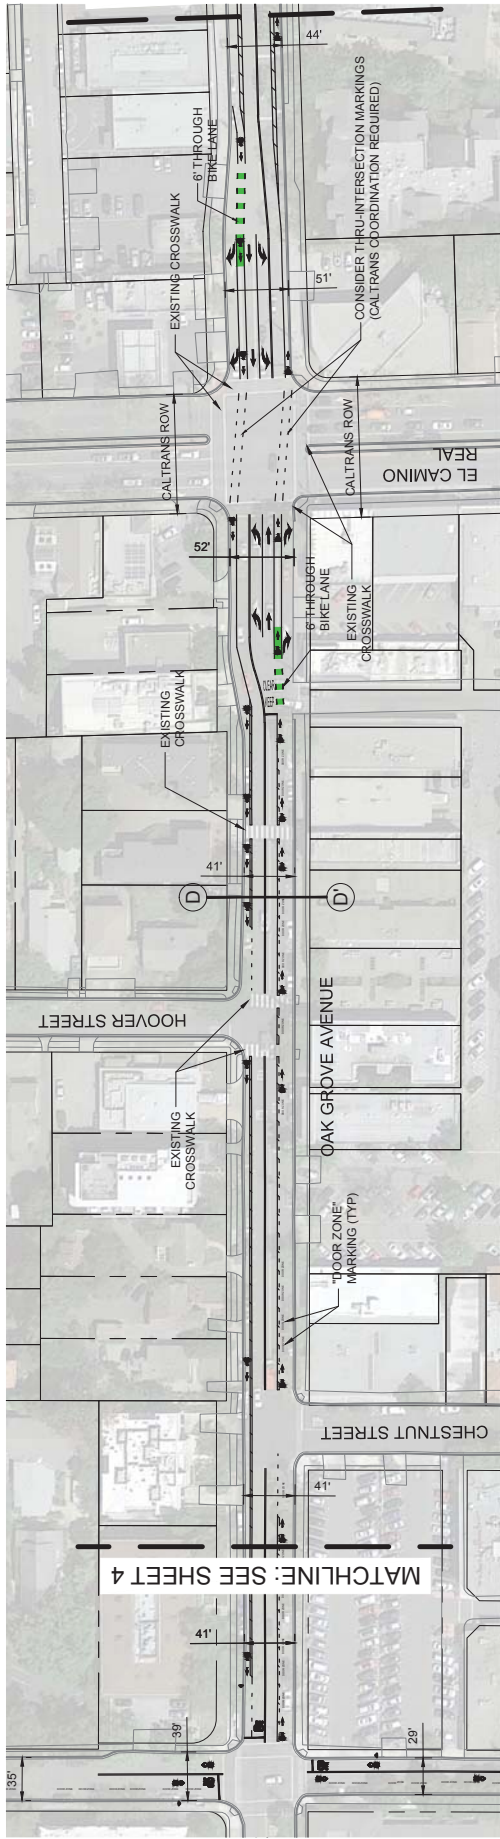 44'
6' THROUGH
BIKE LANE
EXISTING CROSSWALK
51'
CONSIDER THRU-INTERSECTION MARKINGS
(CALTRANS COORDINATION REQUIRED)
CALTRANS ROW
CALTRANS ROW
EL CAMINO
REAL
52'
6' THROUGH
BIKE LANE
EXISTING
CROSSWALK
KEEP
CLEAR
EXISTING
CROSSWALK
41'
D
D'
HOOVER STREET
OAK GROVE AVENUE
EXISTING
CROSSWALK
"DOOR ZONE"
MARKING (TYP)
CHESTNUT STREET
41'
MATCHLINE: SEE SHEET 4
41'
39'
35'
29'